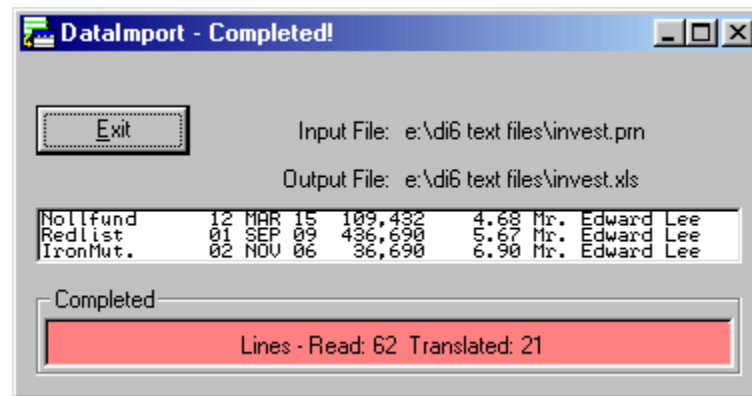 DataImport - Completed!
Exit
Input File: e:\di6 text files\invest.prn
Output File: e:\di6 text files\invest.xls
Nollfund 12 MAR 15 109,432 4.68 Mr. Edward Lee
Redlist 01 SEP 09 436,690 5.67 Mr. Edward Lee
IronMut. 02 NOV 06 36,690 6.90 Mr. Edward Lee
Completed
Lines - Read: 62 Translated: 21